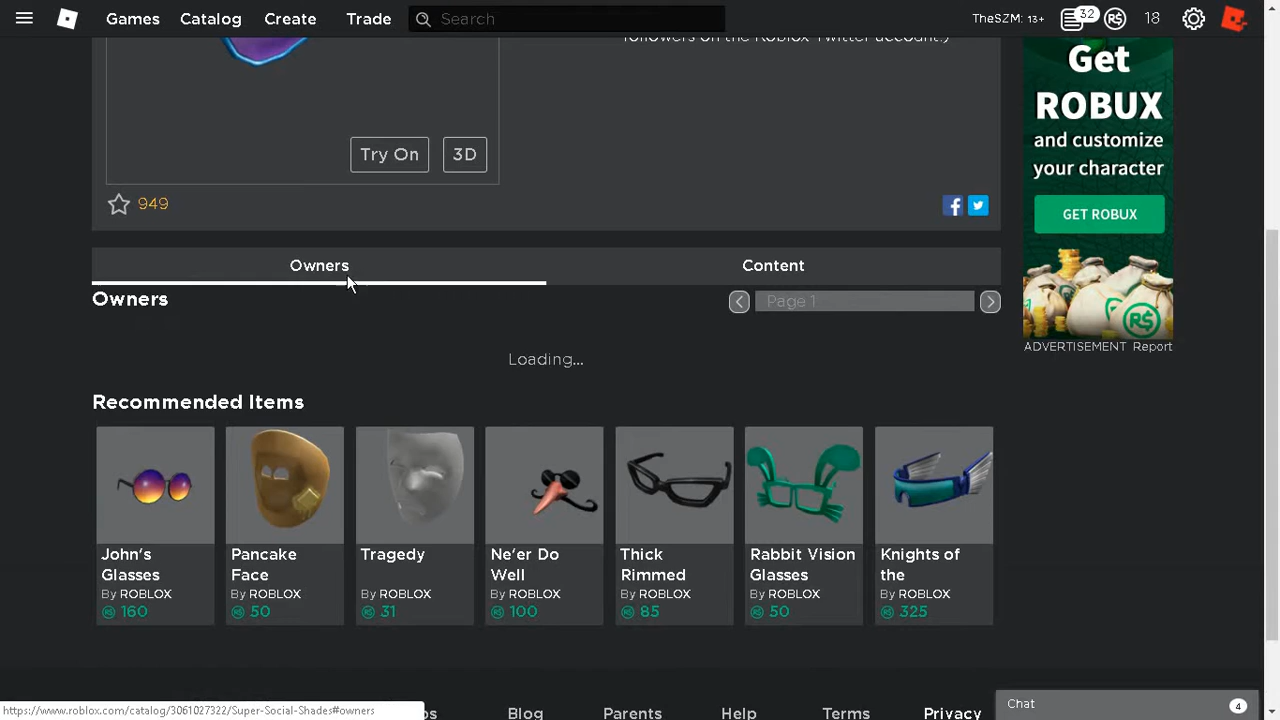 Games Catalog Create Trade Search TheSZM: 13+ 32 18
followers on the Roblox Twitter account.)
Try On 3D
949
Owners Content
Owners Page 1
Loading...
Recommended Items
John's Glasses
By ROBLOX
160
Pancake Face
By ROBLOX
50
Tragedy
By ROBLOX
31
Ne'er Do Well
By ROBLOX
100
Thick Rimmed
By ROBLOX
85
Rabbit Vision Glasses
By ROBLOX
50
Knights of the
By ROBLOX
325
Get
ROBUX
and customize
your character
GET ROBUX
ADVERTISEMENT Report
Blog Parents Help Terms Privacy
Chat 4
https://www.roblox.com/catalog/3061027322/Super-Social-Shades#owners